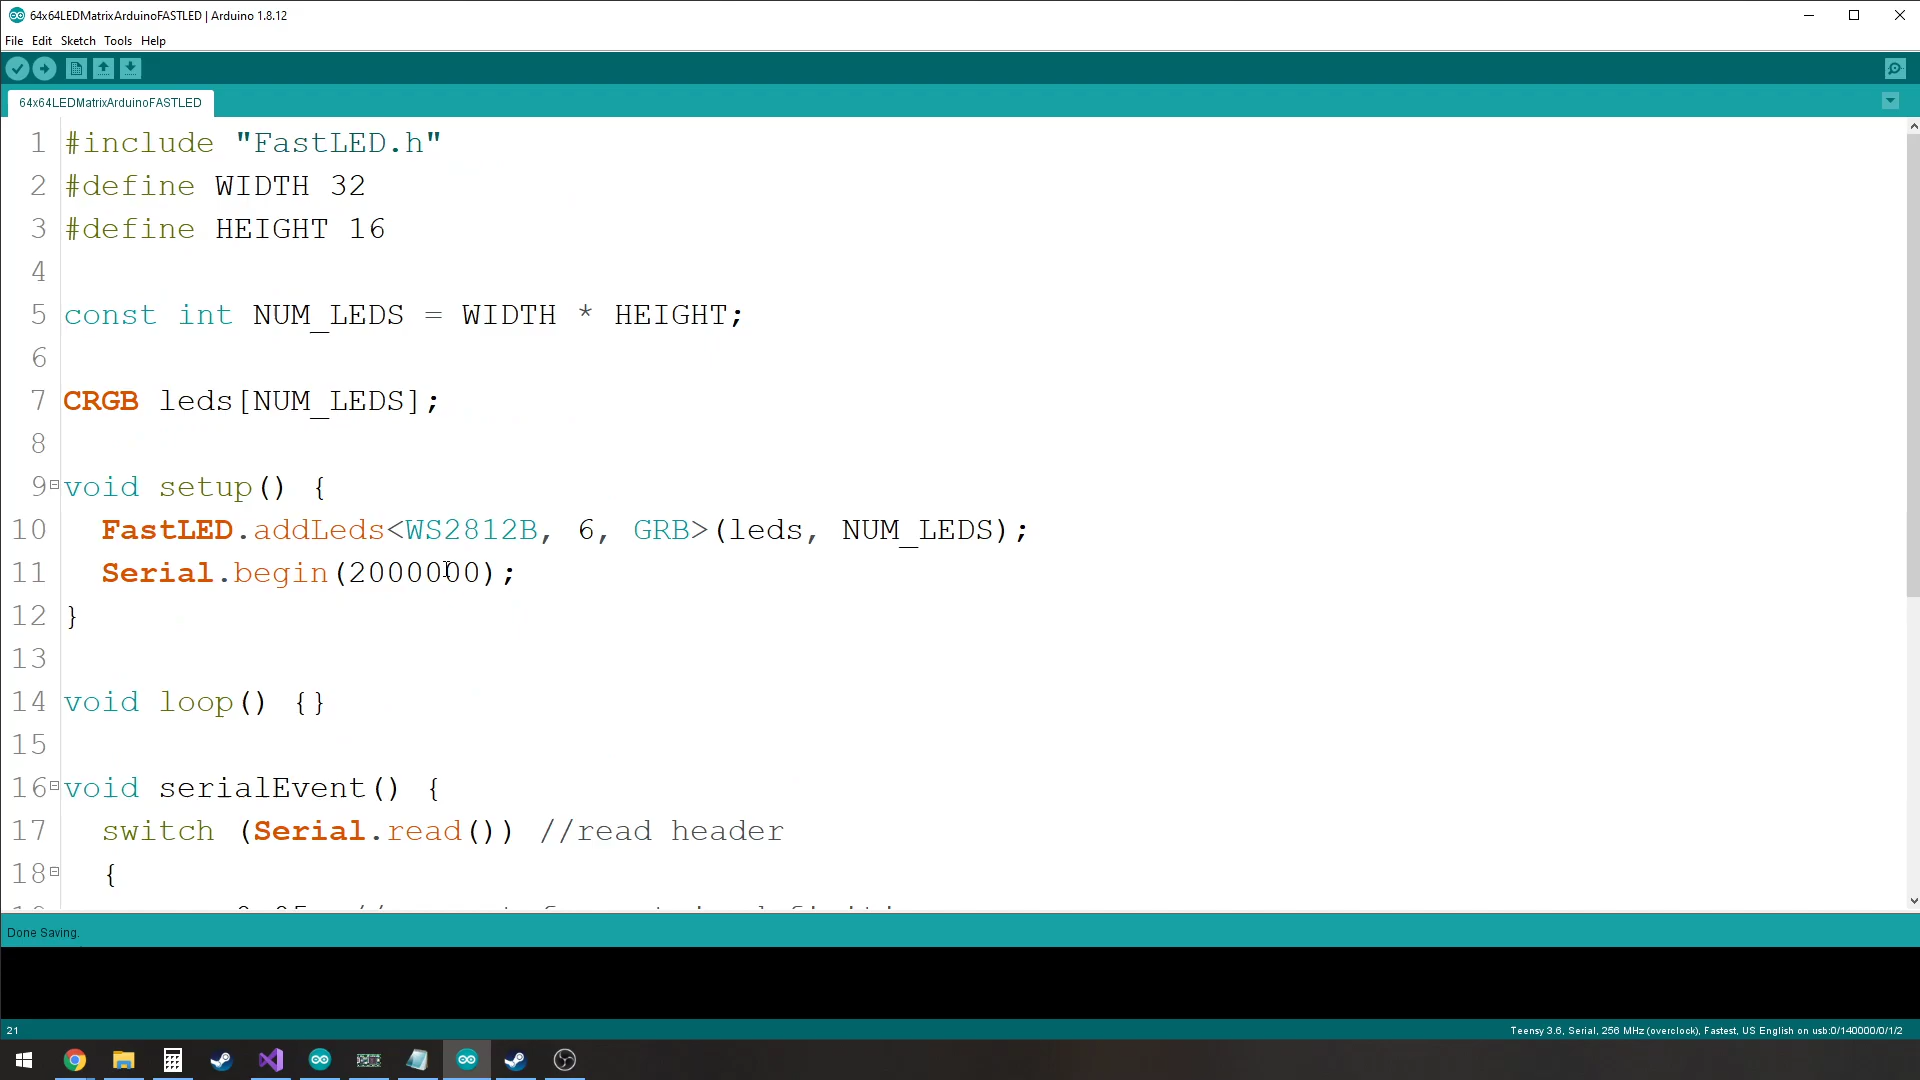 64x64LEDMatrixArduinoFASTLED | Arduino 1.8.12
File Edit Sketch Tools Help
64x64LEDMatrixArduinoFASTLED
1 #include "FastLED.h"
2 #define WIDTH 32
3 #define HEIGHT 16
4
5 const int NUM_LEDS = WIDTH * HEIGHT;
6
7 CRGB leds[NUM_LEDS];
8
9 void setup() {
10 FastLED.addLeds<WS2812B, 6, GRB>(leds, NUM_LEDS);
11 Serial.begin(2000000);
12 }
13
14 void loop() {}
15
16 void serialEvent() {
17 switch (Serial.read()) //read header
18 {
Done Saving.
21
Teensy 3.6, Serial, 256 MHz (overclock), Fastest, US English on usb:0/140000/0/1/2